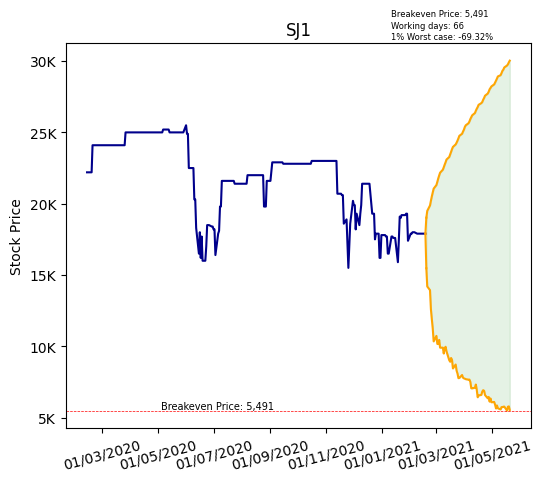 Breakeven Price: 5,491
Working days: 66
1% Worst case: -69.32%
SJ1
Stock Price
30K
25K
20K
15K
10K
5K
Breakeven Price: 5,491
01/03/2020
01/05/2020
01/07/2020
01/09/2020
01/11/2020
01/01/2021
01/03/2021
01/05/2021